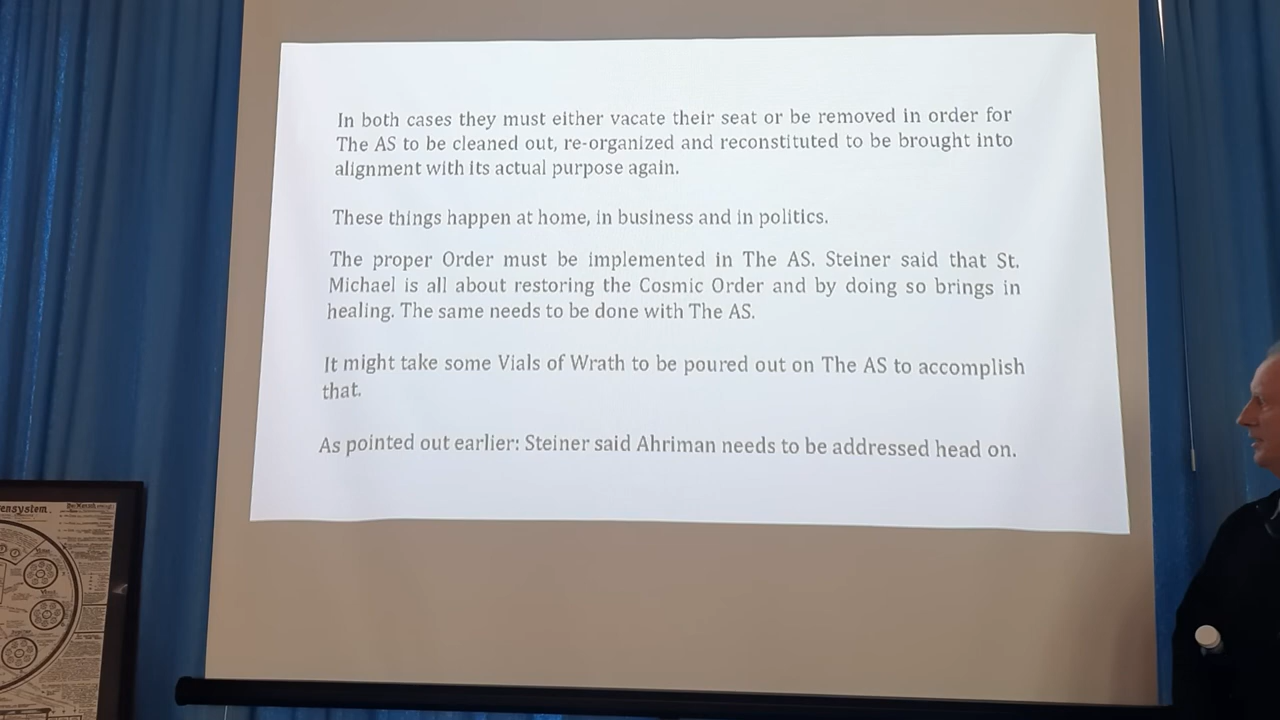 In both cases they must either vacate their seat or be removed in order for
The AS to be cleaned out, re-organized and reconstituted to be brought into
alignment with its actual purpose again.
These things happen at home, in business and in politics.
The proper Order must be implemented in The AS. Steiner said that St.
Michael is all about restoring the Cosmic Order and by doing so brings in
healing. The same needs to be done with The AS.
It might take some Vials of Wrath to be poured out on The AS to accomplish
that.
As pointed out earlier: Steiner said Ahriman needs to be addressed head on.
ensystem.